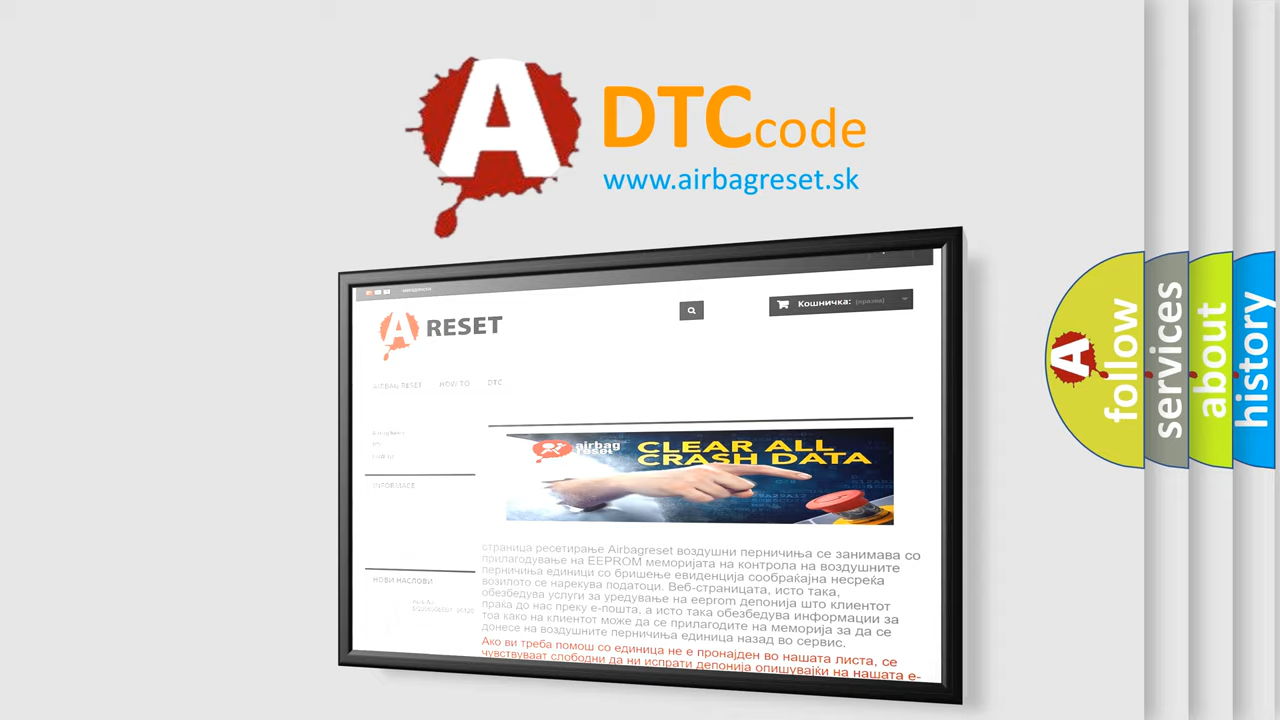 A
DTCcode
www.airbagreset.sk
A RESET
Кошничка: (празни)
AIRBAG RESET HOW TO DTC
airbag
reset
CLEAR ALL
CRASH DATA
INFORMACE
страница ресетирање Airbagreset воздушни перничиња се занимава со
прилагодување на EEPROM меморијата на контрола на воздушните
перничиња единици со бришење евиденција сообраќајна несреќа
возилото се нарекува податоци. Веб-страницата, исто така,
обезбедува услуги за уредување на eeprom депонија што клиентот
праќа до нас преку е-пошта, а исто така обезбедува информации за
тоа како на клиентот може да се прилагодите на меморија за да се
донесе на воздушните перничиња единица назад во сервис.
Ако ви треба помош со единица не е пронајден во нашата листа, се
чувствуваат слободни да ни испрати депонија опишувајќи на нашата е-
НОВИ НАСЛОВИ
A
follow
services
about
history